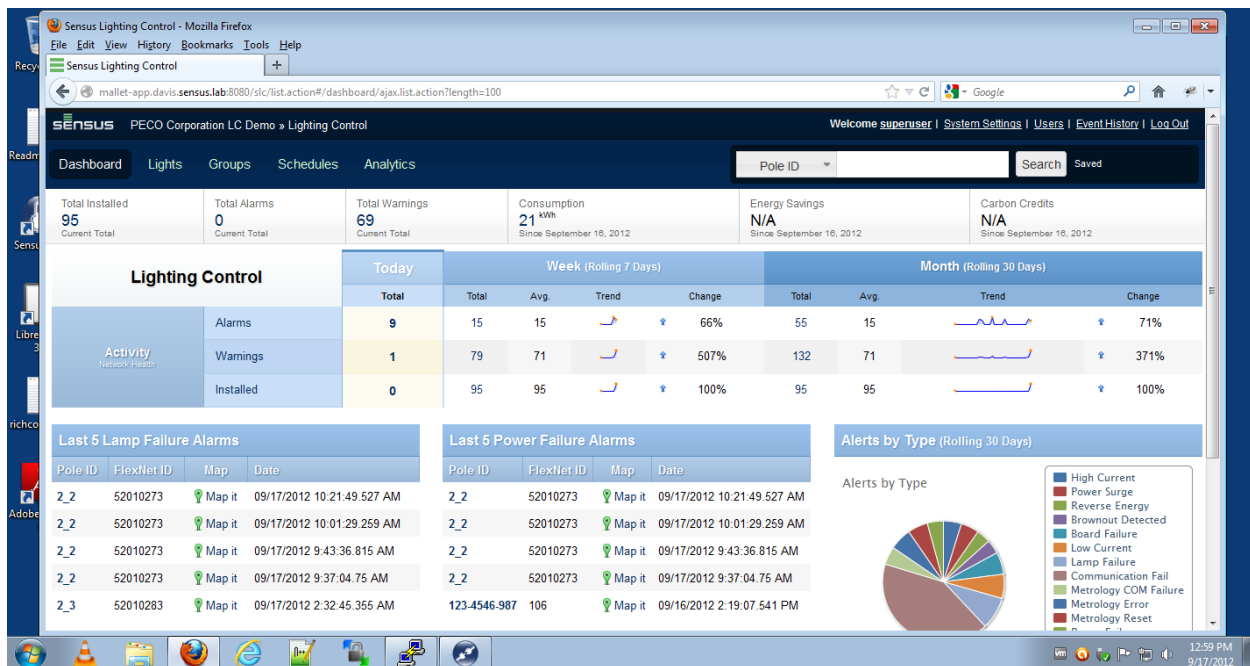 Sensus Lighting Control - Mozilla Firefox
File Edit View History Bookmarks Tools Help
Sensus Lighting Control +
mallet-app.davis.sensus.lab:8080/slc/list.action#/dashboard/ajax.list.action?length=100 Google
sensus PECO Corporation LC Demo » Lighting Control Welcome superuser | System Settings | Users | Event History | Log Out
Dashboard Lights Groups Schedules Analytics Pole ID Search Saved
Total Installed Total Alarms Total Warnings Consumption Energy Savings Carbon Credits
95 0 69 21 kWh N/A N/A
Current Total Current Total Current Total Since September 16, 2012 Since September 16, 2012 Since September 16, 2012
Lighting Control Today Week (Rolling 7 Days) Month (Rolling 30 Days)
Total Total Avg. Trend Change Total Avg. Trend Change
Activity
Network Health
Alarms 9 15 15 66% 55 15 71%
Warnings 1 79 71 507% 132 71 371%
Installed 0 95 95 100% 95 95 100%
Last 5 Lamp Failure Alarms
Pole ID FlexNet ID Map Date
2_2 52010273 Map it 09/17/2012 10:21:49.527 AM
2_2 52010273 Map it 09/17/2012 10:01:29.259 AM
2_2 52010273 Map it 09/17/2012 9:43:36.815 AM
2_2 52010273 Map it 09/17/2012 9:37:04.75 AM
2_3 52010283 Map it 09/17/2012 2:32:45.355 AM
Last 5 Power Failure Alarms
Pole ID FlexNet ID Map Date
2_2 52010273 Map it 09/17/2012 10:21:49.527 AM
2_2 52010273 Map it 09/17/2012 10:01:29.259 AM
2_2 52010273 Map it 09/17/2012 9:43:36.815 AM
2_2 52010273 Map it 09/17/2012 9:37:04.75 AM
123-4546-987 106 Map it 09/16/2012 2:19:07.541 PM
Alerts by Type (Rolling 30 Days)
Alerts by Type
High Current
Power Surge
Reverse Energy
Brownout Detected
Board Failure
Low Current
Lamp Failure
Communication Fail
Metrology COM Failure
Metrology Error
Metrology Reset
Recy
Readm
Sensu
Libre
3
richco
Adobe
12:59 PM
9/17/2012